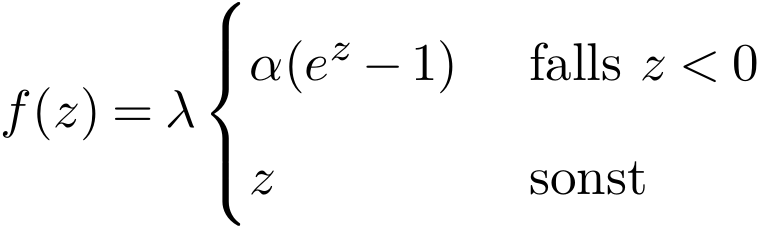 f(z) = λ { α(e^z − 1) falls z < 0
z sonst